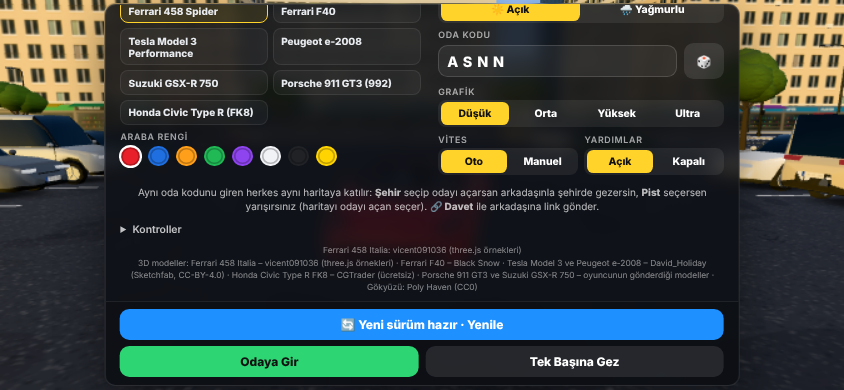 Ferrari 458 Spider
Ferrari F40
Tesla Model 3
Performance
Peugeot e-2008
Suzuki GSX-R 750
Porsche 911 GT3 (992)
Honda Civic Type R (FK8)
ARABA RENGİ
Açık
Yağmurlu
ODA KODU
ASNN
GRAFİK
Düşük Orta Yüksek Ultra
VİTES
Oto Manuel
YARDIMLAR
Açık Kapalı
Aynı oda kodunu giren herkes aynı haritaya katılır: Şehir seçip odayı açarsan arkadaşınla şehirde gezersin, Pist seçersen
yarışırsınız (haritayı odayı açan seçer). 🔗 Davet ile arkadaşına link gönder.
▶ Kontroller
Ferrari 458 Italia: vicent091036 (three.js örnekleri)
3D modeller: Ferrari 458 Italia – vicent091036 (three.js örnekleri) · Ferrari F40 – Black Snow · Tesla Model 3 ve Peugeot e-2008 – David_Holiday
(Sketchfab, CC-BY-4.0) · Honda Civic Type R FK8 – CGTrader (ücretsiz) · Porsche 911 GT3 ve Suzuki GSX-R 750 – oyuncunun gönderdiği modeller ·
Gökyüzü: Poly Haven (CC0)
Yeni sürüm hazır · Yenile
Odaya Gir
Tek Başına Gez